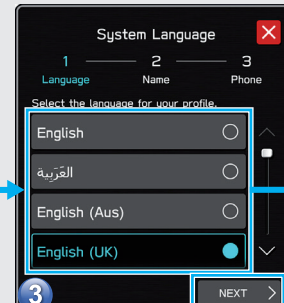 System Language
1 2 3
Language Name Phone
Select the language for your profile.
English
العَرَبِية
English (Aus)
English (UK)
3
NEXT